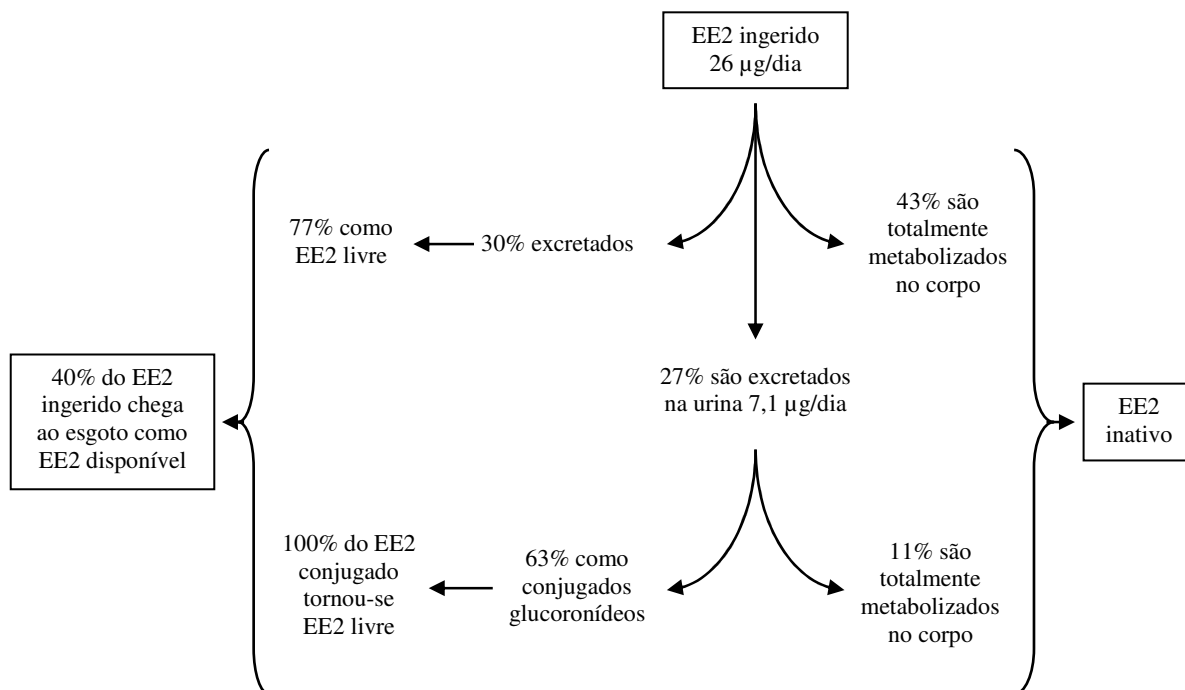 EE2 ingerido
26 µg/dia
77% como
EE2 livre
30% excretados
43% são
totalmente
metabolizados
no corpo
40% do EE2
ingerido chega
ao esgoto como
EE2 disponível
27% são excretados
na urina 7,1 µg/dia
EE2
inativo
100% do EE2
conjugado
tornou-se
EE2 livre
63% como
conjugados
glucoronídeos
11% são
totalmente
metabolizados
no corpo